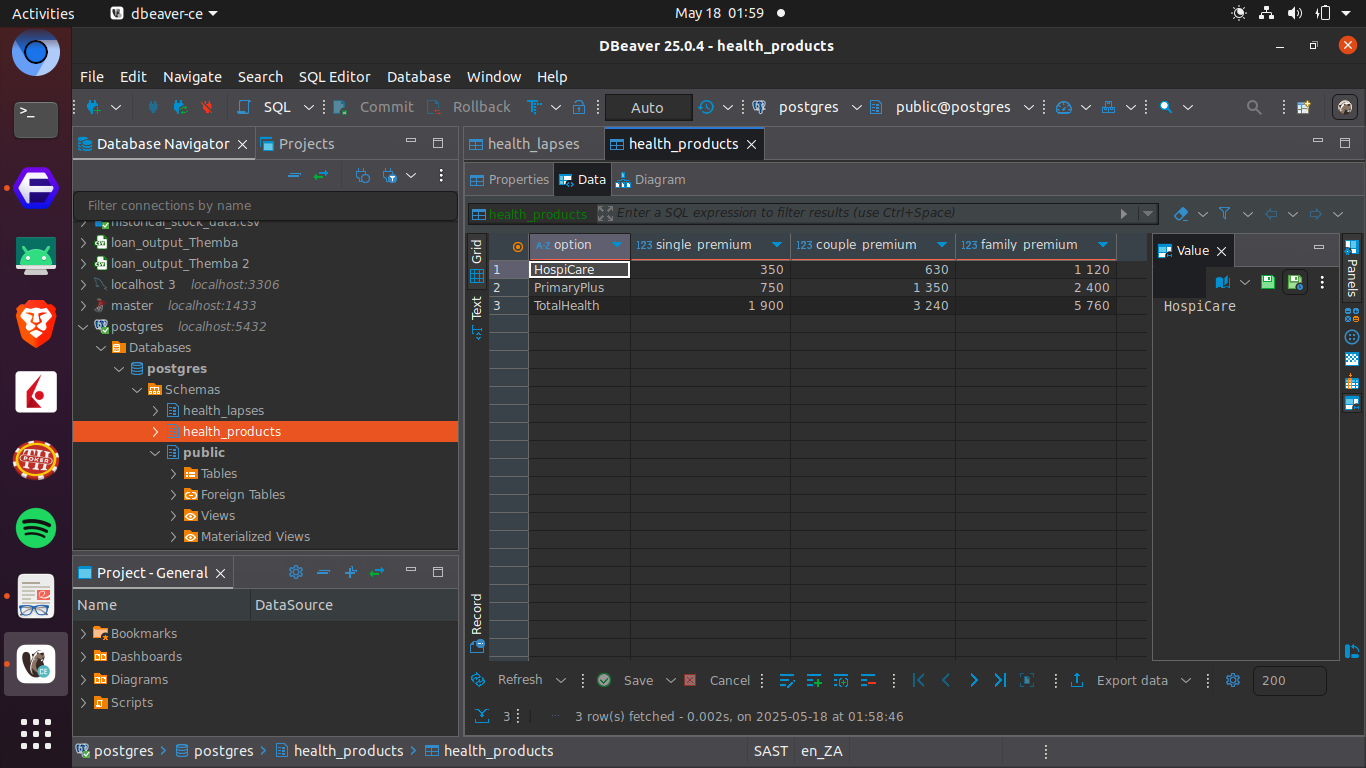 Activities dbeaver-ce May 18 01:59
DBeaver 25.0.4 - health_products
File Edit Navigate Search SQL Editor Database Window Help
SQL Commit Rollback Auto postgres public@postgres
Database Navigator Projects
Filter connections by name
historical_stock_data.csv
loan_output_Themba
loan_output_Themba 2
localhost 3 localhost:3306
master localhost:1433
postgres localhost:5432
Databases
postgres
Schemas
health_lapses
health_products
public
Tables
Foreign Tables
Views
Materialized Views
Project - General
Name DataSource
Bookmarks
Dashboards
Diagrams
Scripts
health_lapses health_products
Properties Data Diagram
health_products Enter a SQL expression to filter results (use Ctrl+Space)
Grid
Text
Record
A-Z option 123 single_premium 123 couple_premium 123 family_premium
1 HospiCare 350 630 1 120
2 PrimaryPlus 750 1 350 2 400
3 TotalHealth 1 900 3 240 5 760
Value
HospiCare
Panels
Refresh Save Cancel Export data 200
3 3 row(s) fetched - 0.002s, on 2025-05-18 at 01:58:46
postgres postgres health_products health_products SAST en_ZA